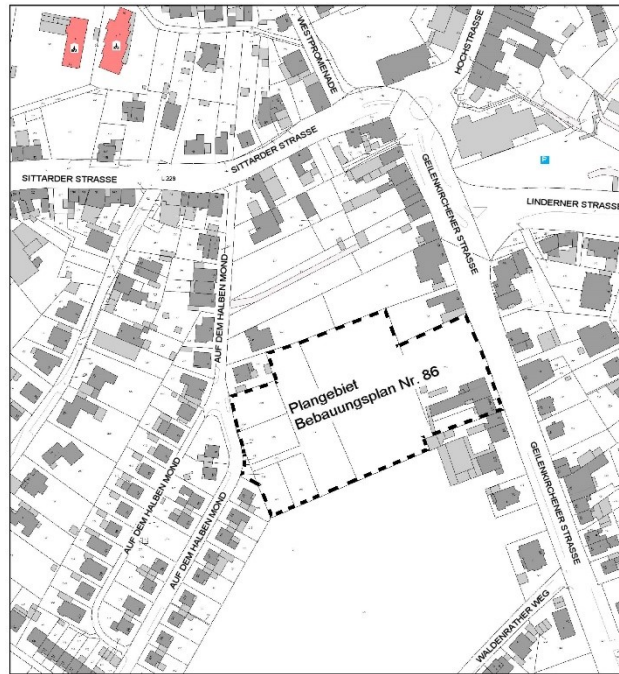 WESTPROMENADE
HOCHSTRASSE
SITTARDER STRASSE
SITTARDER STRASSE
L 228
GEILENKIRCHENER STRASSE
P
LINDERNER STRASSE
AUF DEM HALBEN MOND
Plangebiet
Bebauungsplan Nr. 86
AUF DEM HALBEN MOND
AUF DEM HALBEN MOND
GEILENKIRCHENER STRASSE
WALDENRATHER WEG